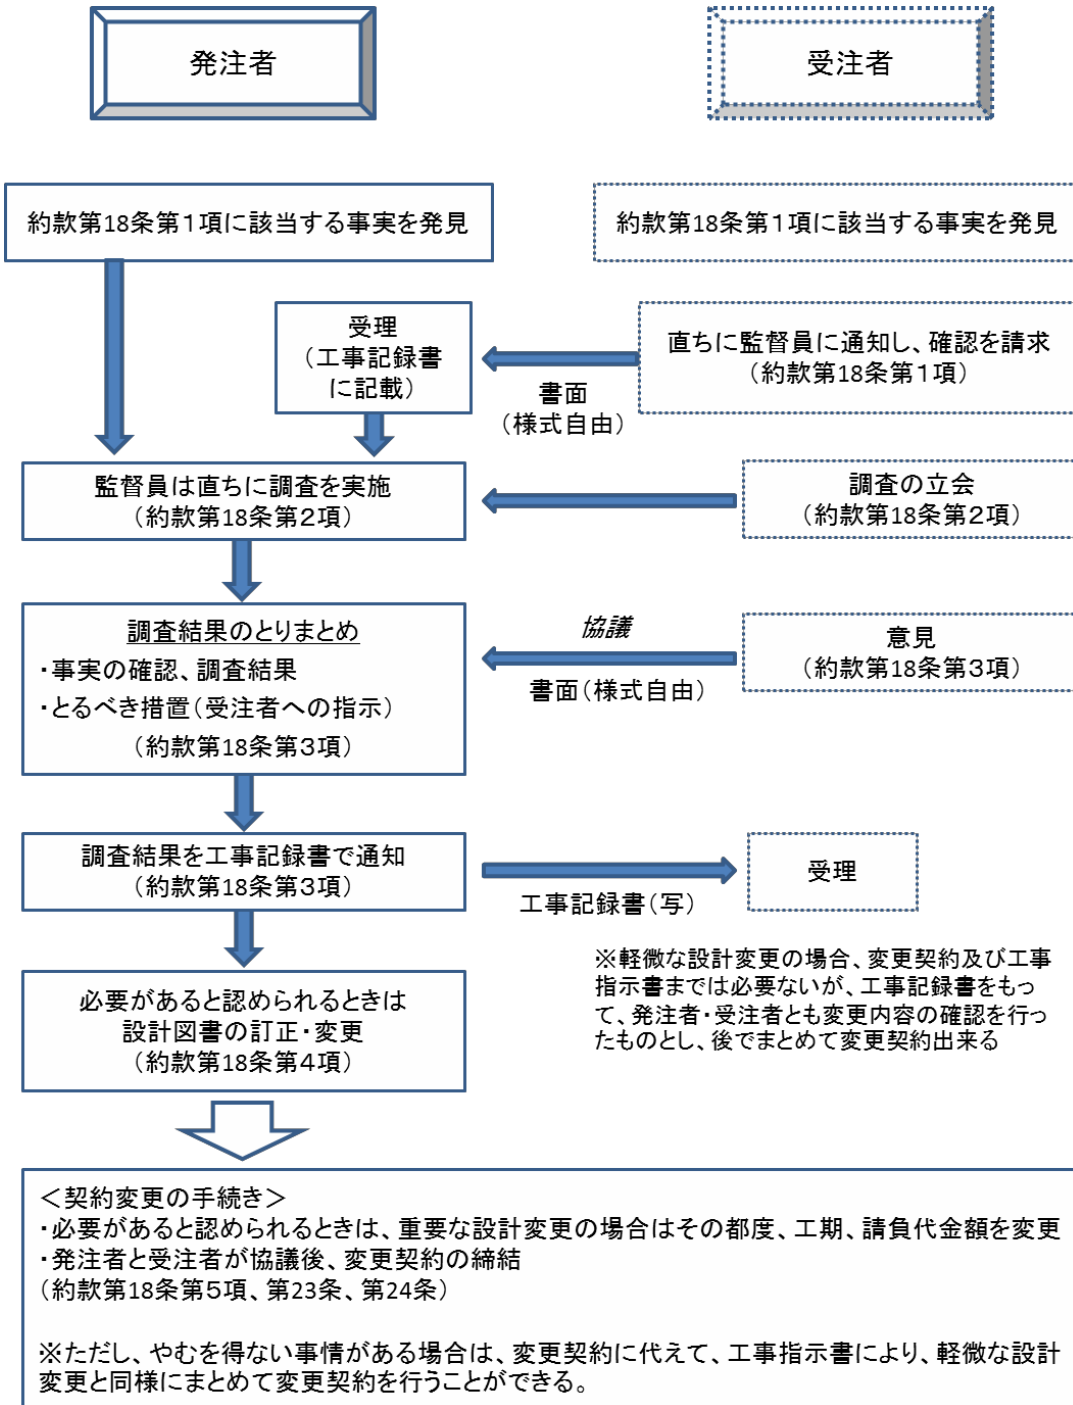 発注者
受注者
約款第18条第１項に該当する事実を発見
約款第18条第１項に該当する事実を発見
受理
（工事記録書
に記載）
直ちに監督員に通知し、確認を請求
（約款第18条第１項）
書面
（様式自由）
監督員は直ちに調査を実施
（約款第18条第２項）
調査の立会
（約款第18条第２項）
調査結果のとりまとめ
・事実の確認、調査結果
・とるべき措置（受注者への指示）
（約款第18条第３項）
協議
書面（様式自由）
意見
（約款第18条第３項）
調査結果を工事記録書で通知
（約款第18条第３項）
工事記録書（写）
受理
※軽微な設計変更の場合、変更契約及び工事
指示書までは必要ないが、工事記録書をもっ
て、発注者・受注者とも変更内容の確認を行っ
たものとし、後でまとめて変更契約出来る
必要があると認められるときは
設計図書の訂正・変更
（約款第18条第４項）
＜契約変更の手続き＞
・必要があると認められるときは、重要な設計変更の場合はその都度、工期、請負代金額を変更
・発注者と受注者が協議後、変更契約の締結
（約款第18条第５項、第23条、第24条）
※ただし、やむを得ない事情がある場合は、変更契約に代えて、工事指示書により、軽微な設計
変更と同様にまとめて変更契約を行うことができる。